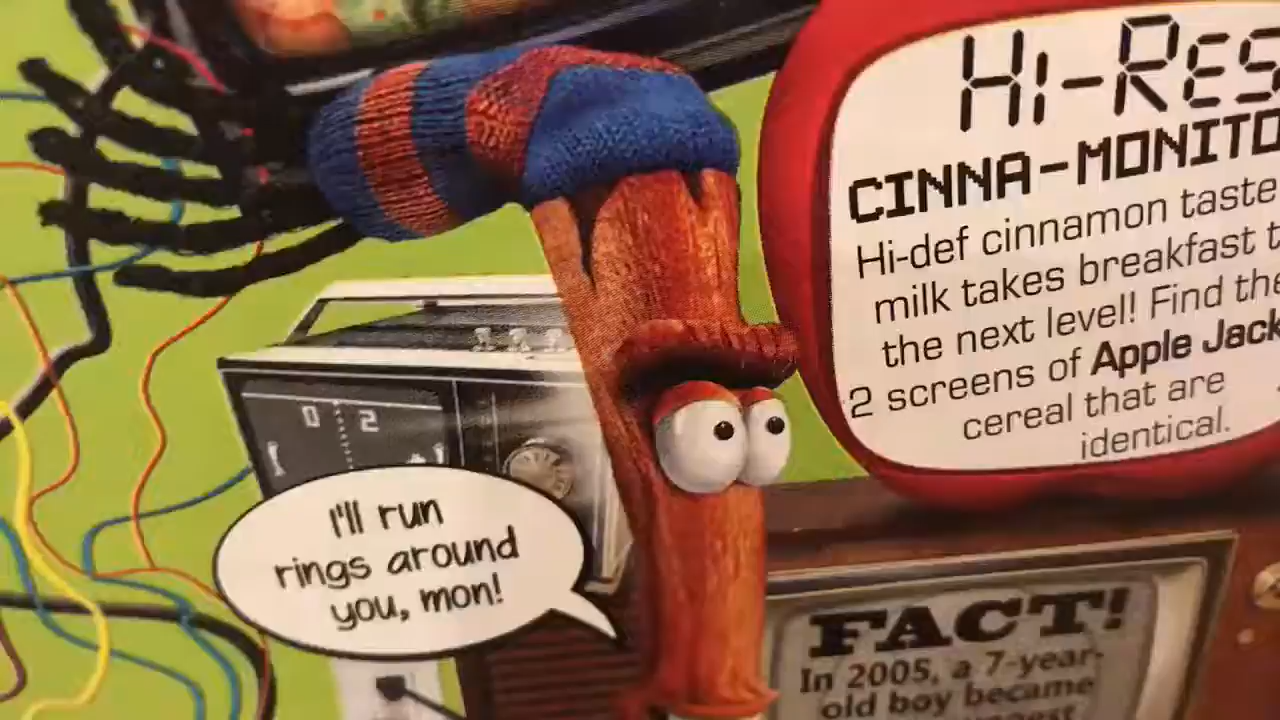 Hi-Res
CINNA-MONITO
Hi-def cinnamon taste
milk takes breakfast t
the next level! Find the
2 screens of Apple Jack
cereal that are
identical.
0 2
I'll run
rings around
you, mon!
FACT!
In 2005, a 7-year-
old boy became